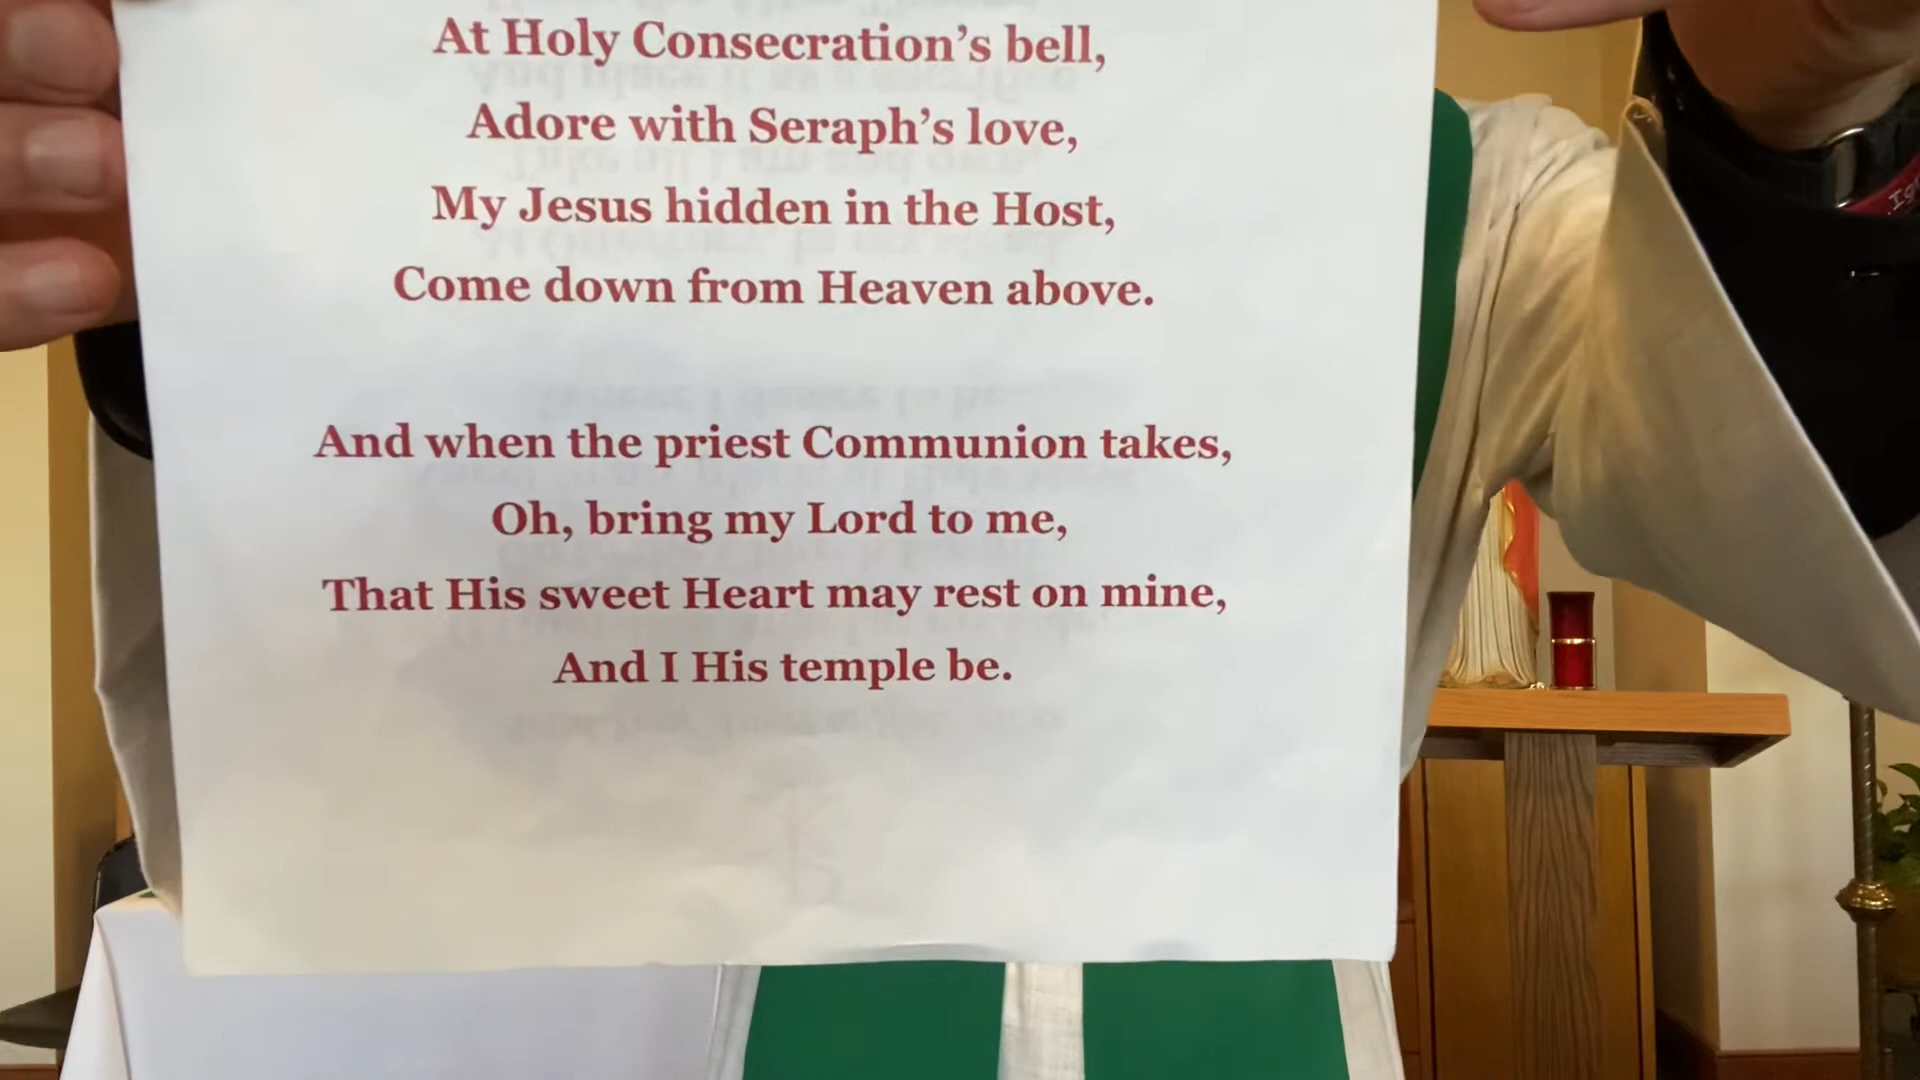 At Holy Consecration’s bell,
Adore with Seraph’s love,
My Jesus hidden in the Host,
Come down from Heaven above.
And when the priest Communion takes,
Oh, bring my Lord to me,
That His sweet Heart may rest on mine,
And I His temple be.